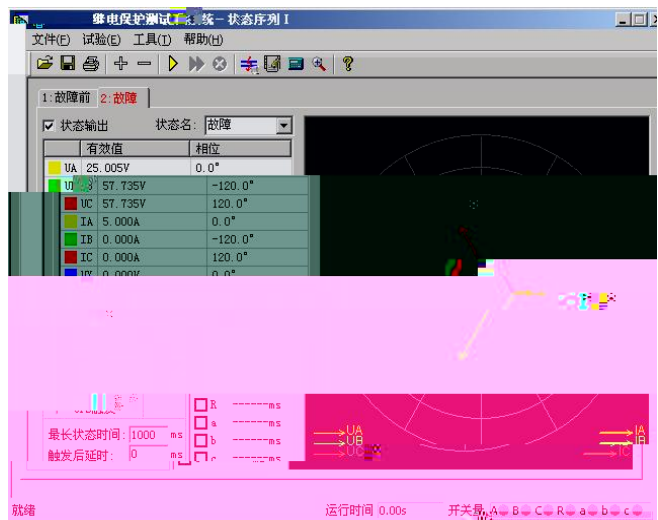 继电保护测试 统 - 状态序列 I
文件(F) 试验(E) 工具(T) 帮助(H)
1:故障前 2:故障
状态输出 状态名: 故障
有效值 相位
UA 25.005V 0.0°
57.735V -120.0°
UC 57.735V 120.0°
IA 5.000A 0.0°
IB 0.000A -120.0°
IC 0.000A 120.0°
0.000V 0.0°
R ------ms
最长状态时间: 1000 ms a ------ms
触发后延时: 0 ms b ------ms
c ------ms
UA
UB
UC
IA
IB
IC
就绪 运行时间 0.00s 开关量 A B C R a b c